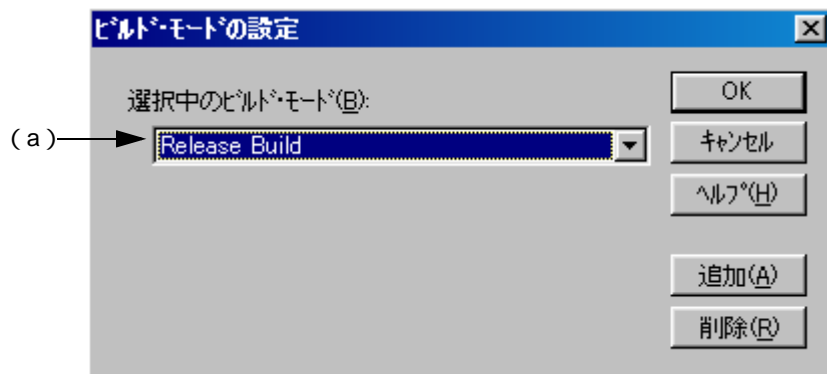 ﾋﾞﾙﾄﾞ･ﾓｰﾄﾞの設定
選択中のﾋﾞﾙﾄﾞ･ﾓｰﾄﾞ(B):
(a)
Release Build
OK
ｷｬﾝｾﾙ
ﾍﾙﾌﾟ(H)
追加(A)
削除(R)